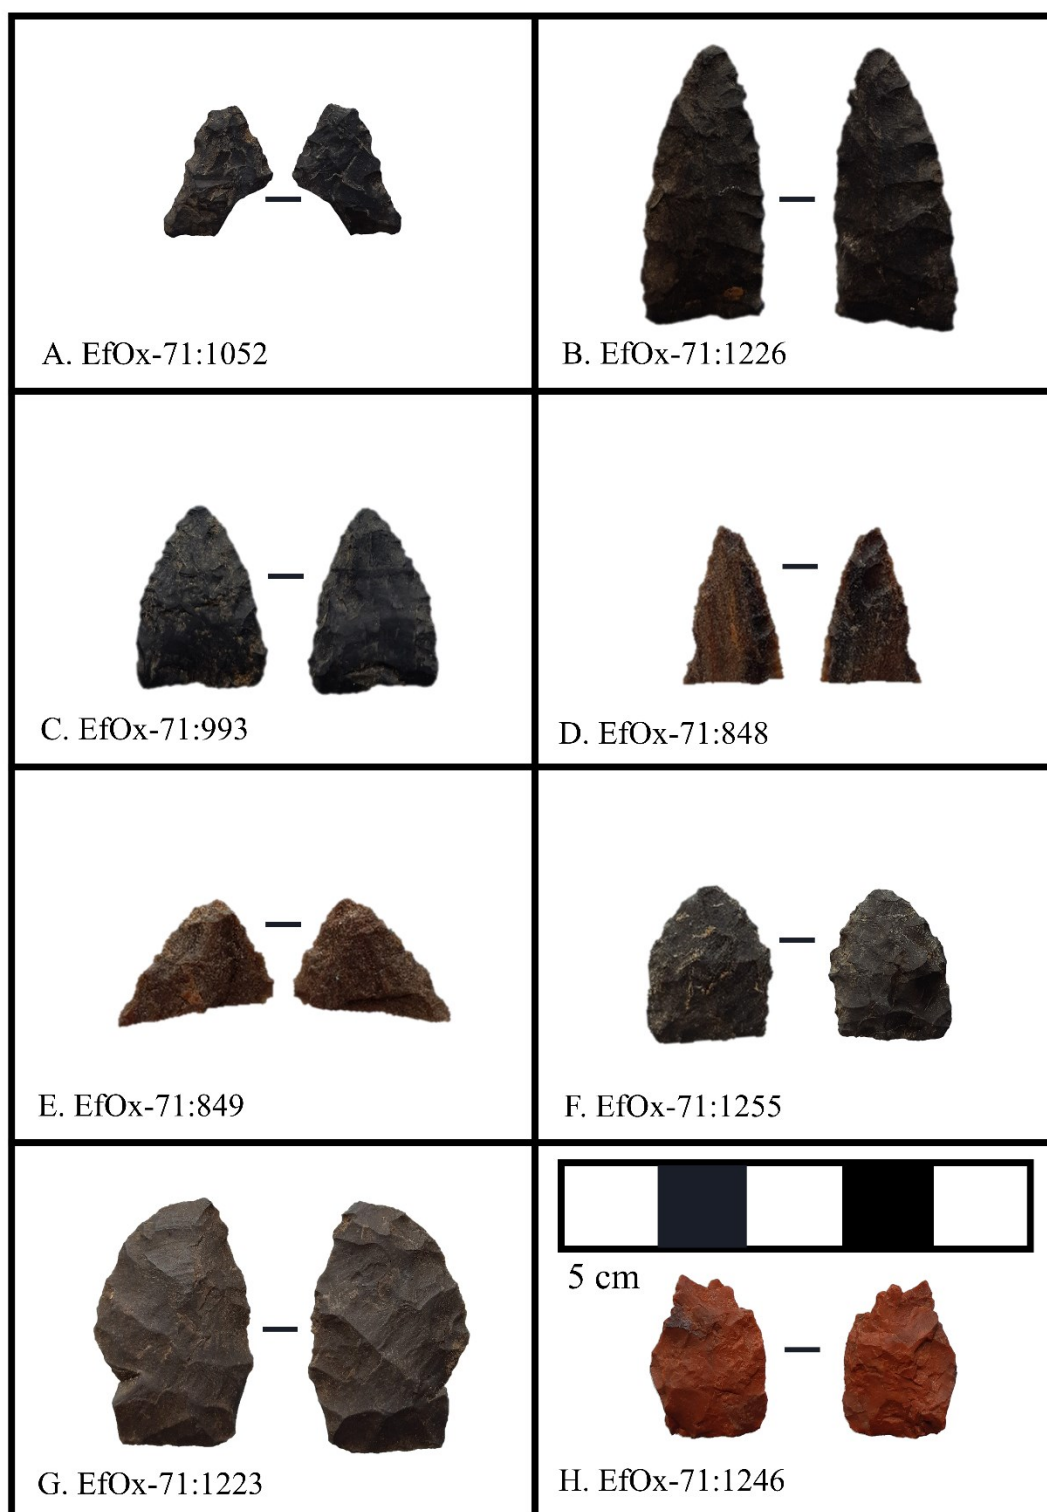 A. EfOx-71:1052
B. EfOx-71:1226
C. EfOx-71:993
D. EfOx-71:848
E. EfOx-71:849
F. EfOx-71:1255
G. EfOx-71:1223
5 cm
H. EfOx-71:1246